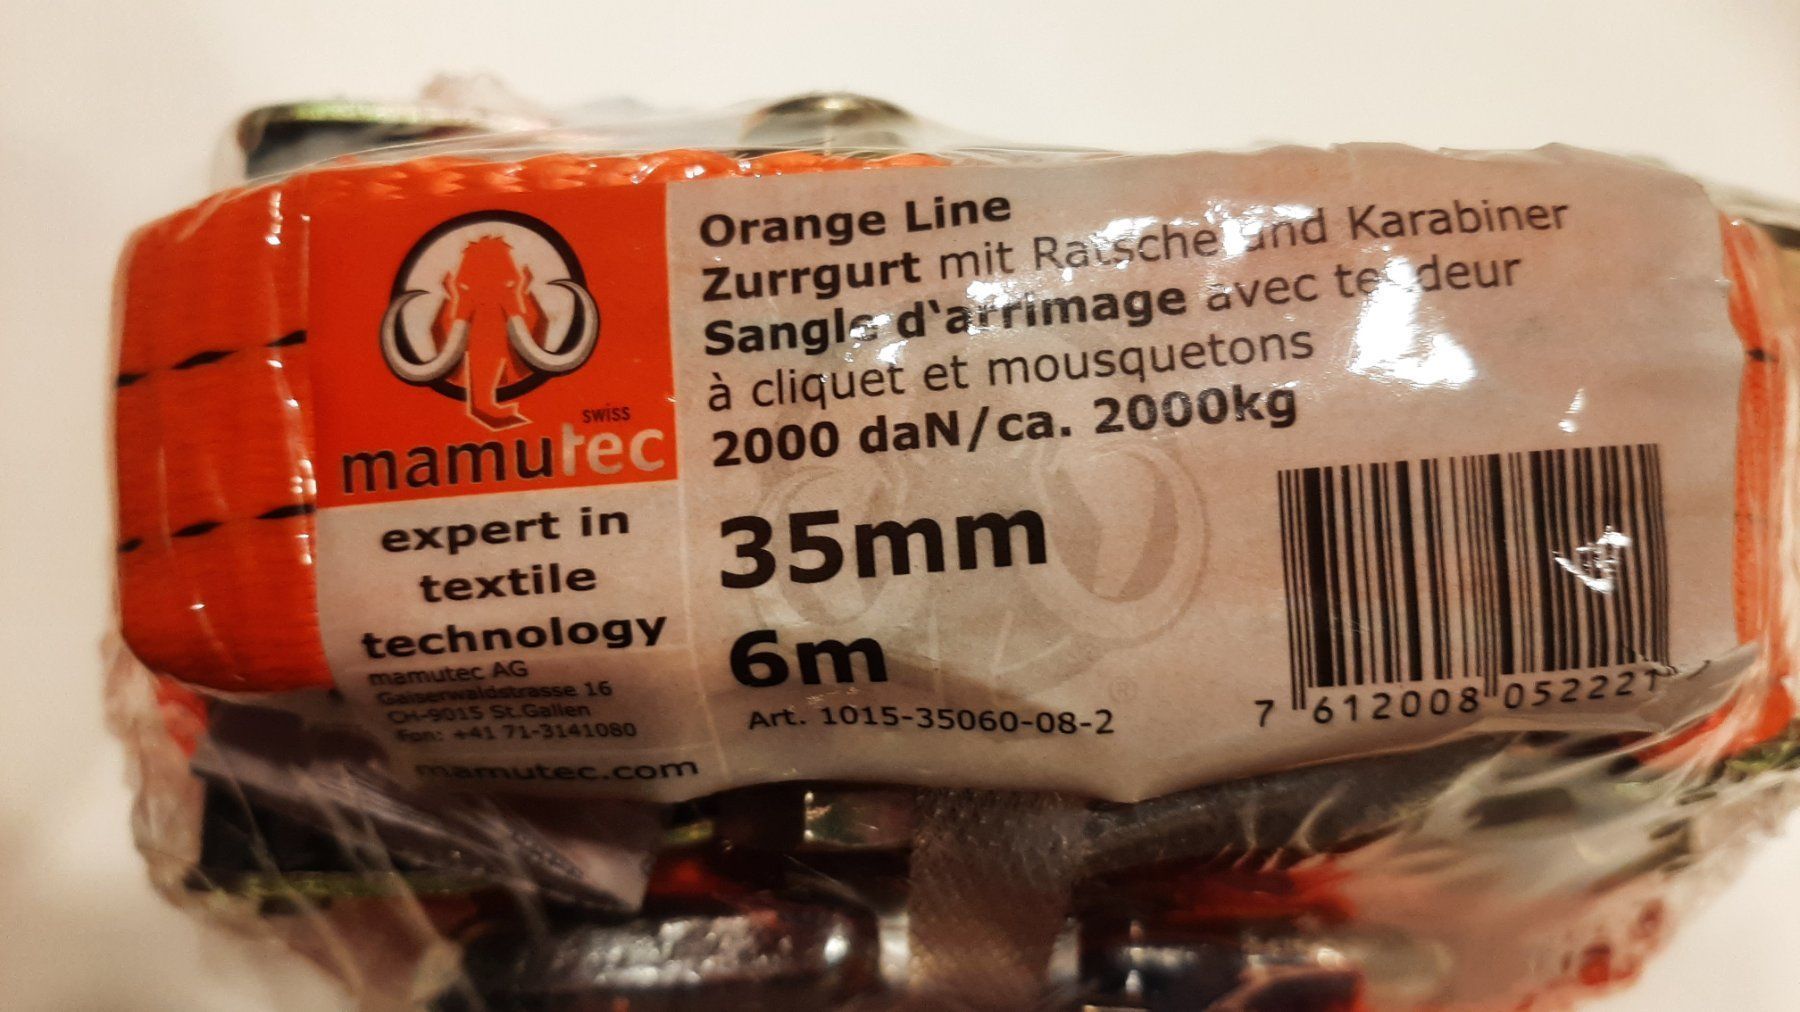 swiss
mamutec
expert in
textile
technology
mamutec AG
Gaiserwaldstrasse 16
CH-9015 St.Gallen
Fon: +41 71-3141080
mamutec.com
Orange Line
Zurrgurt mit Ratsche und Karabiner
Sangle d'arrimage avec tendeur
à cliquet et mousquetons
2000 daN/ca. 2000kg
35mm
6m
®
Art. 1015-35060-08-2
7 612008 052221